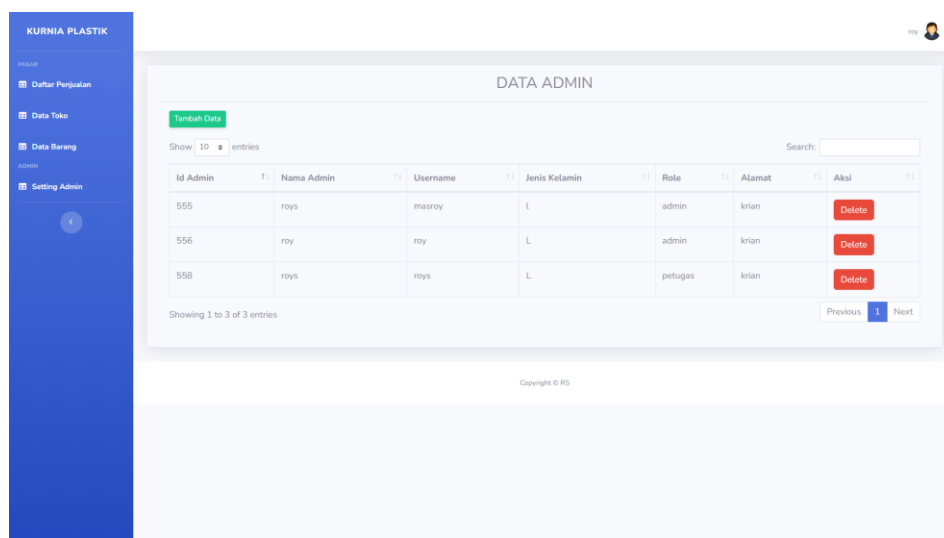 KURNIA PLASTIK
roy
PASAR
Daftar Penjualan
Data Toko
Data Barang
ADMIN
Setting Admin
DATA ADMIN
Tambah Data
Show 10 entries
Search:
Id Admin Nama Admin Username Jenis Kelamin Role Alamat Aksi
555 roys masroy l admin krian Delete
556 roy roy L admin krian Delete
558 roys roys L petugas krian Delete
Showing 1 to 3 of 3 entries
Previous 1 Next
Copyright © RS